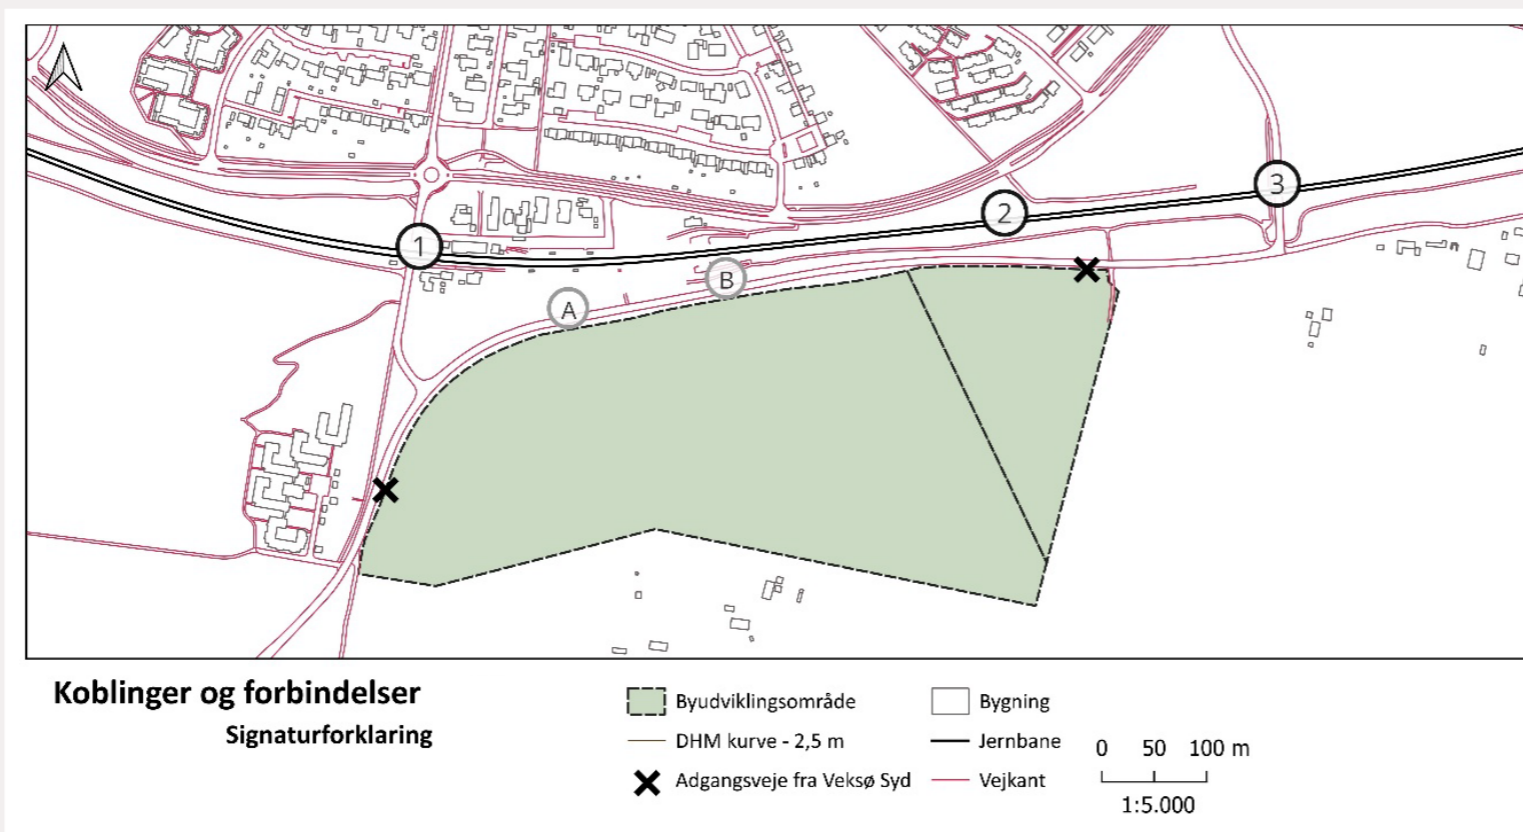 1
2
3
A
B
Koblinger og forbindelser
Signaturforklaring
Byudviklingsområde
DHM kurve - 2,5 m
Adgangsveje fra Veksø Syd
Bygning
Jernbane
Vejkant
0 50 100 m
1:5.000